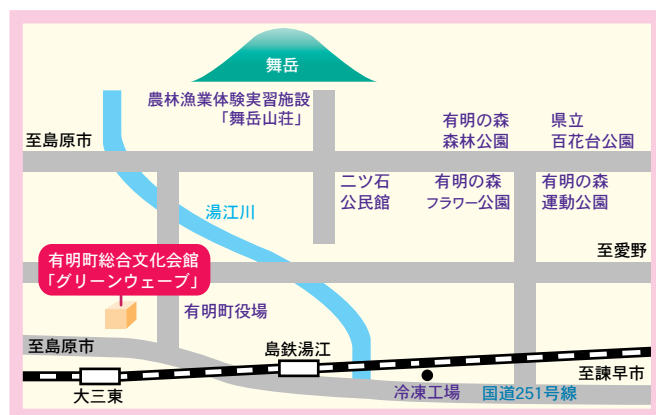 舞岳
農林漁業体験実習施設
「舞岳山荘」
有明の森
森林公園
県立
百花台公園
至島原市
二ツ石
公民館
有明の森
フラワー公園
有明の森
運動公園
湯江川
至愛野
有明町総合文化会館
「グリーンウェーブ」
有明町役場
至島原市
島鉄湯江
至諫早市
大三東
冷凍工場
国道251号線